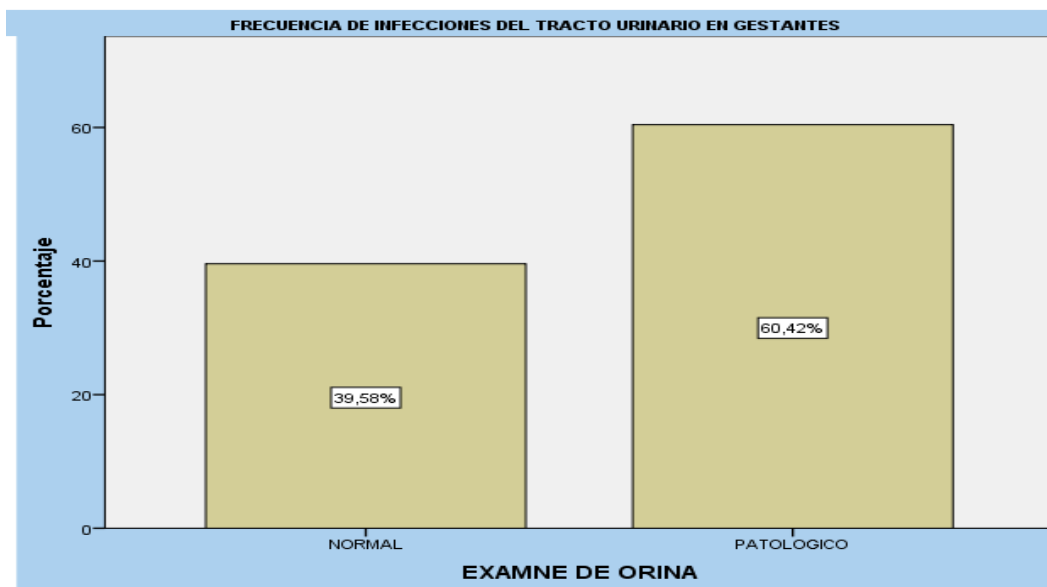 FRECUENCIA DE INFECCIONES DEL TRACTO URINARIO EN GESTANTES
Porcentaje
60
40
20
0
39,58%
60,42%
NORMAL
PATOLOGICO
EXAMNE DE ORINA